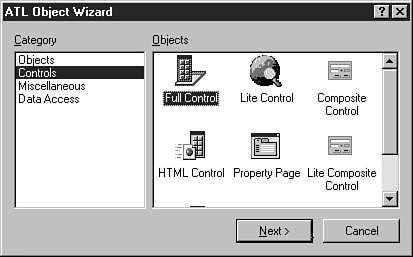 ATL Object Wizard
Category
Objects
Objects
Controls
Miscellaneous
Data Access
Full Control
Lite Control
Composite
Control
HTML Control
Property Page
Lite Composite
Control
Next >
Cancel